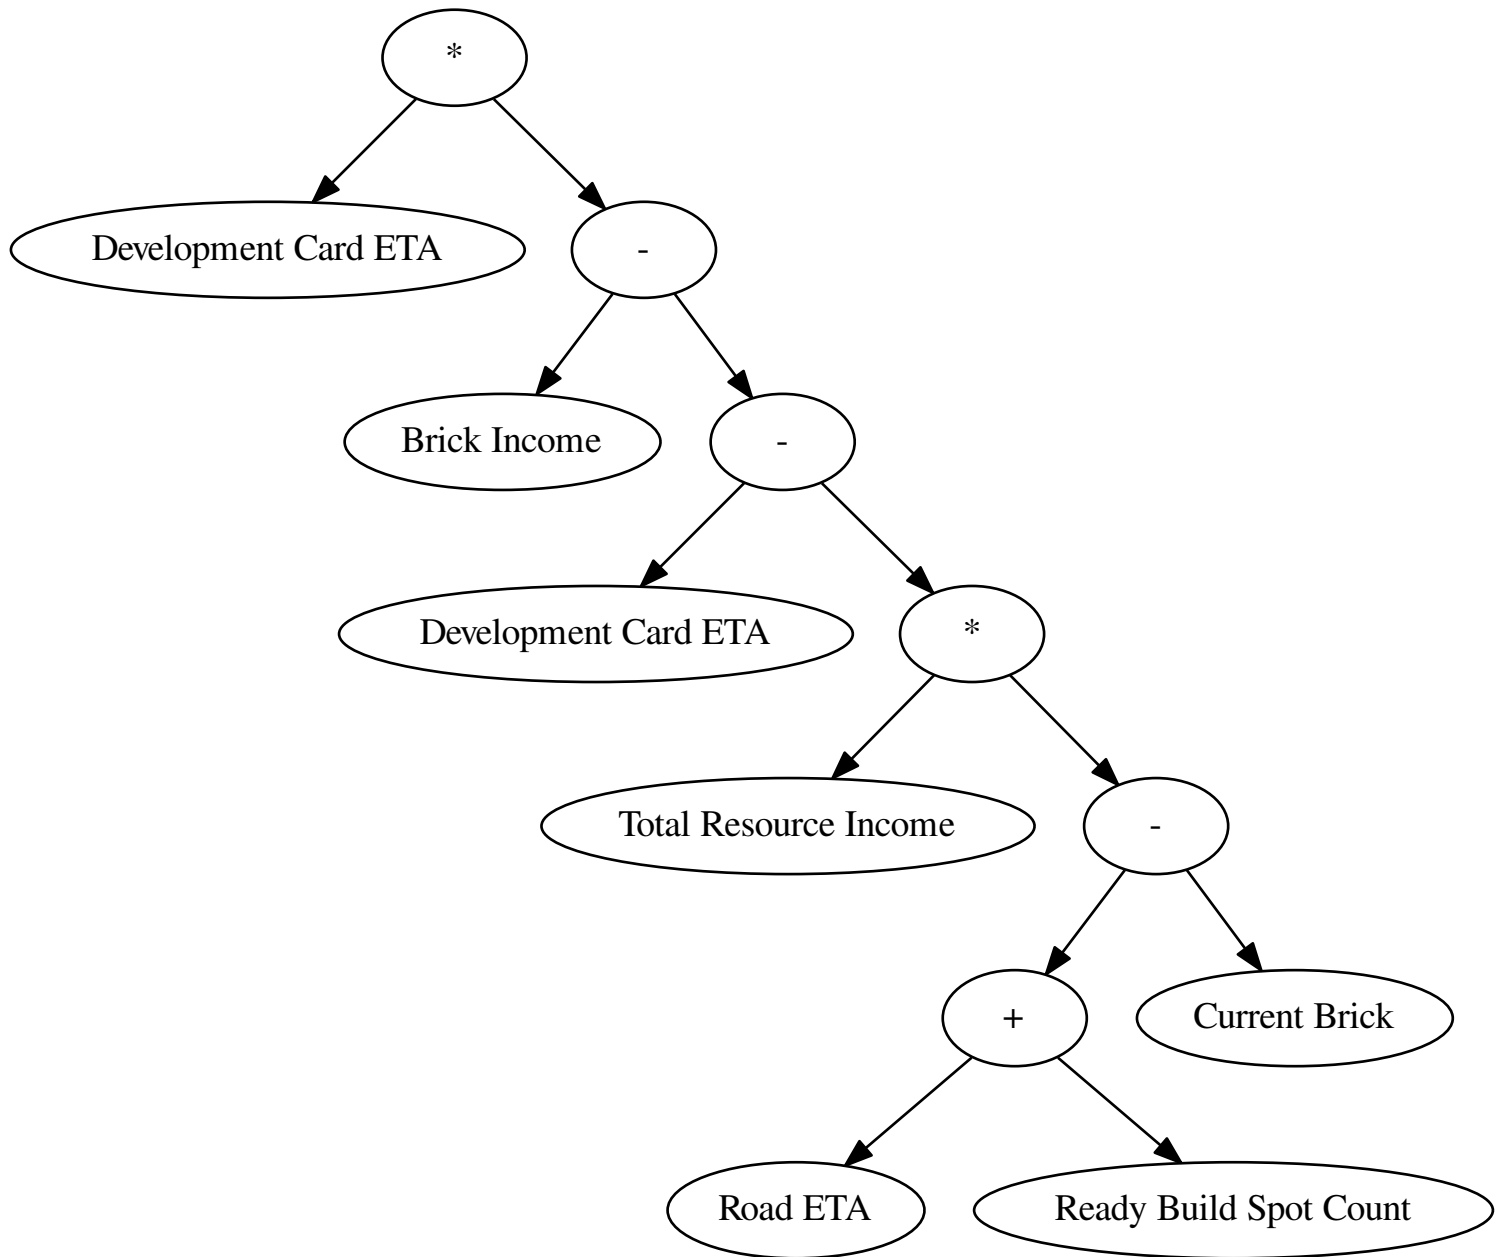 *
Development Card ETA
-
Brick Income
-
Development Card ETA
*
Total Resource Income
-
+
Current Brick
Road ETA
Ready Build Spot Count